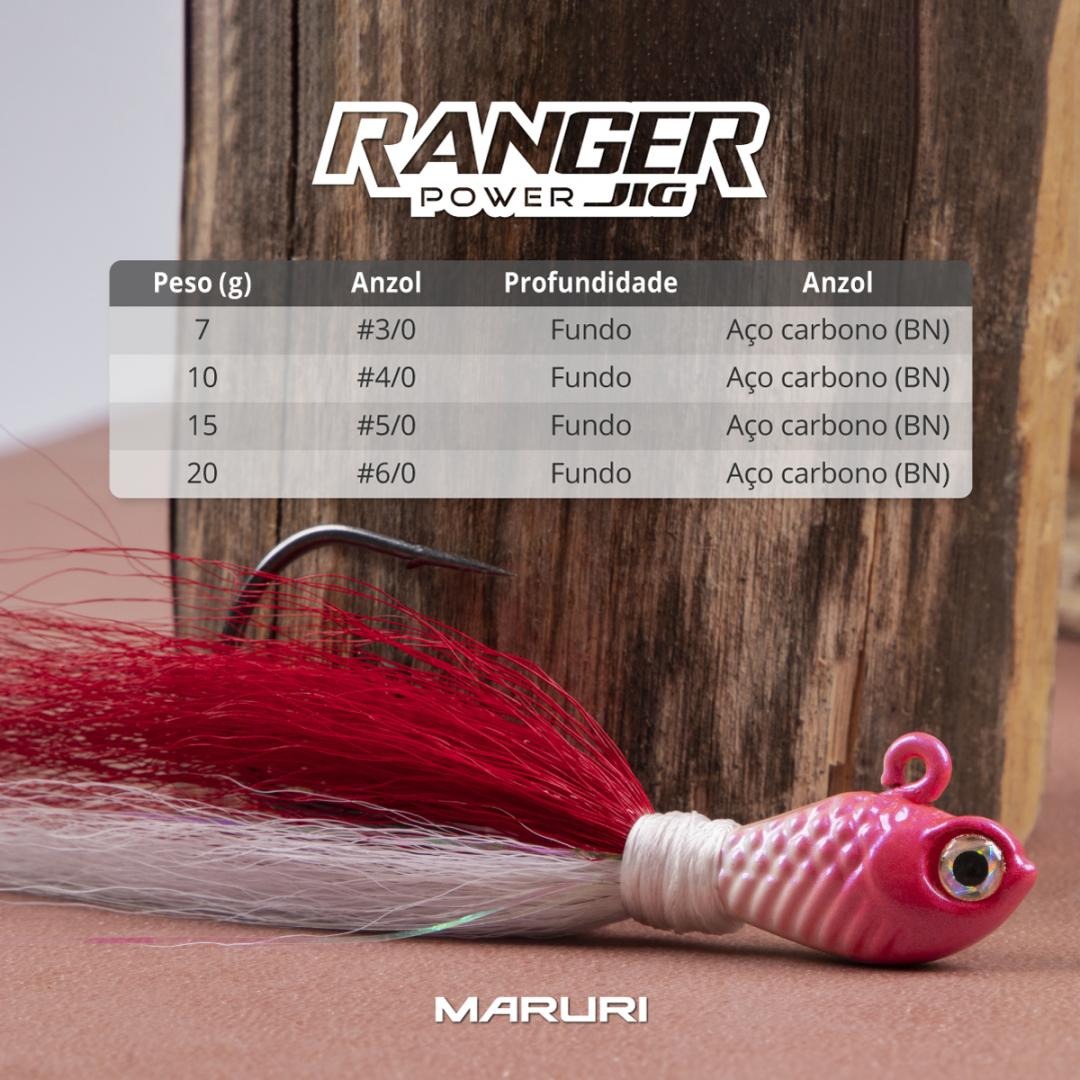 RANGER
POWER JIG
Peso (g) Anzol Profundidade Anzol
7 #3/0 Fundo Aço carbono (BN)
10 #4/0 Fundo Aço carbono (BN)
15 #5/0 Fundo Aço carbono (BN)
20 #6/0 Fundo Aço carbono (BN)
MARURI